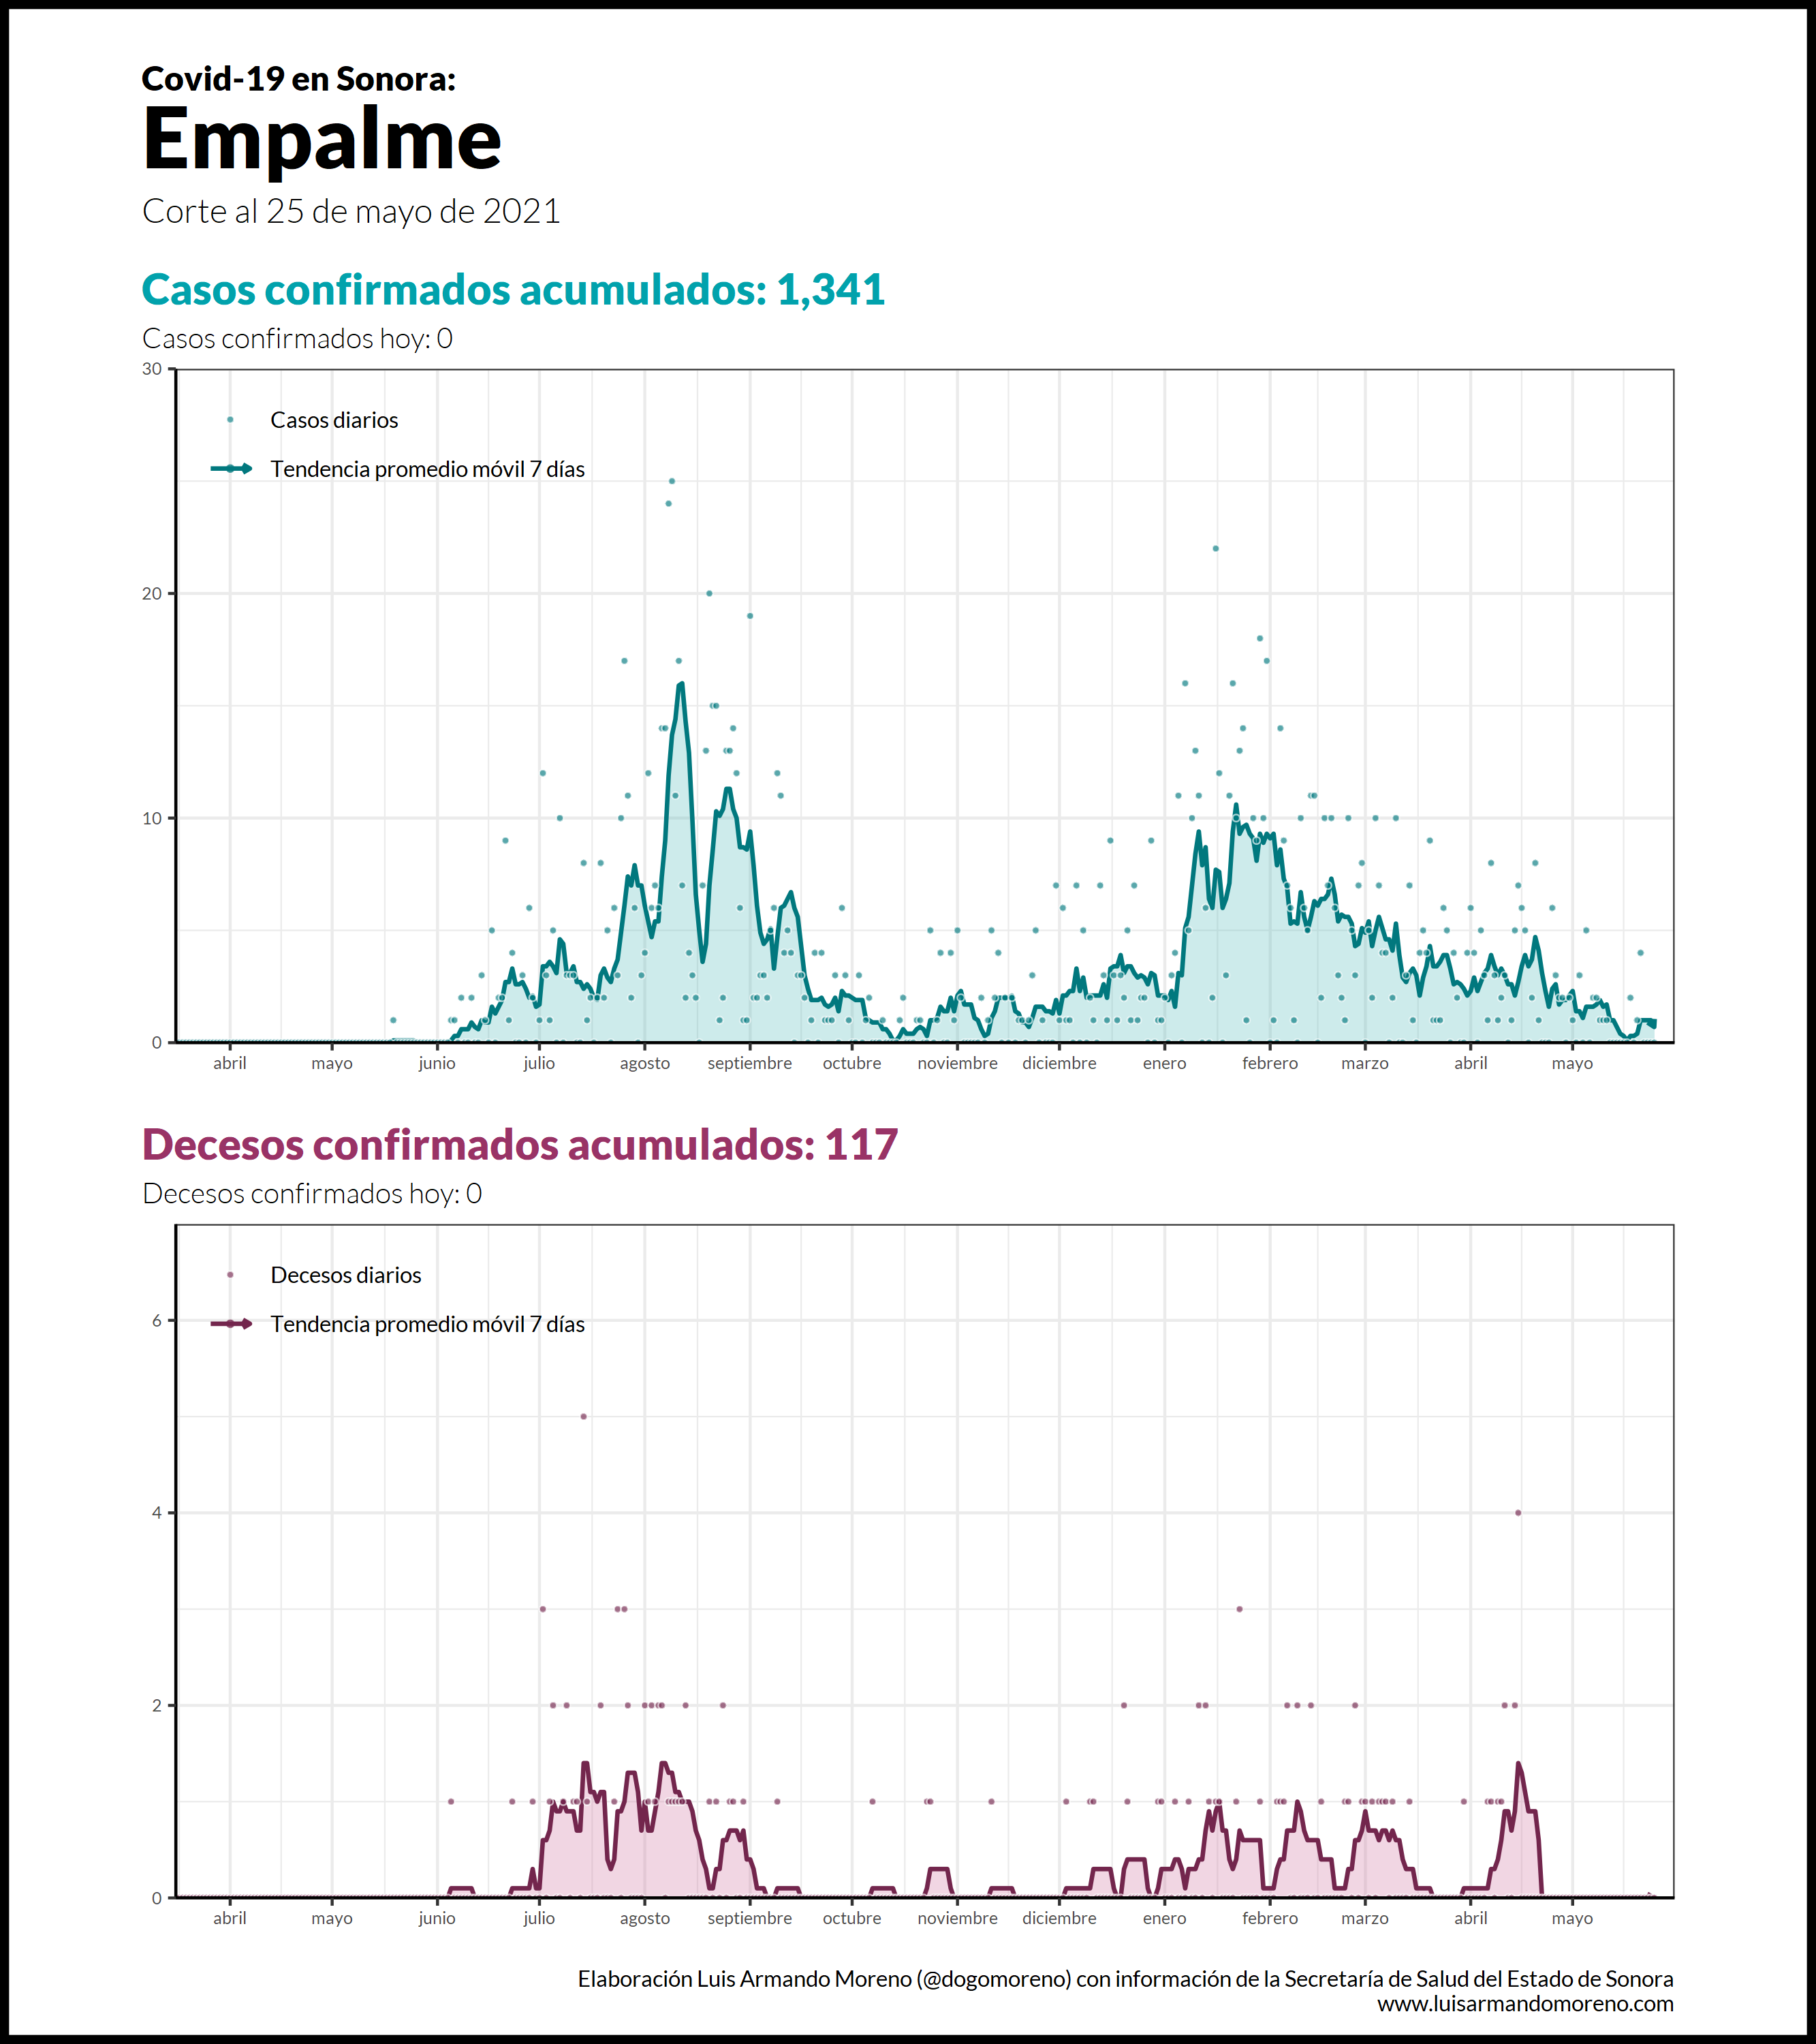 Covid-19 en Sonora:
Empalme
Corte al 25 de mayo de 2021
Casos confirmados acumulados: 1,341
Casos confirmados hoy: 0
30
Casos diarios
Tendencia promedio móvil 7 días
20
10
0
abril mayo junio julio agosto septiembre octubre noviembre diciembre enero febrero marzo abril mayo
Decesos confirmados acumulados: 117
Decesos confirmados hoy: 0
Decesos diarios
6
Tendencia promedio móvil 7 días
4
2
0
abril mayo junio julio agosto septiembre octubre noviembre diciembre enero febrero marzo abril mayo
Elaboración Luis Armando Moreno (@dogomoreno) con información de la Secretaría de Salud del Estado de Sonora
www.luisarmandomoreno.com